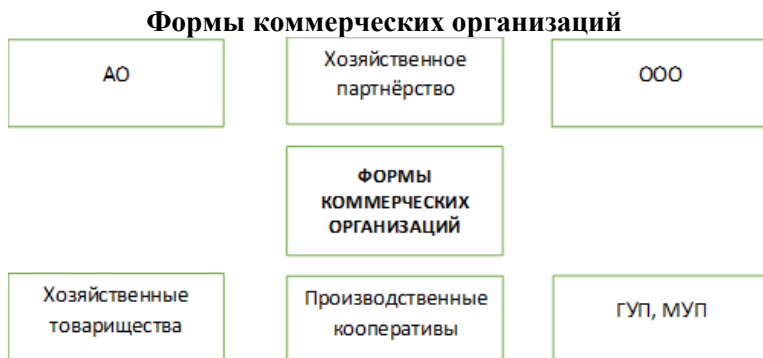 Формы коммерческих организаций
АО
Хозяйственное
партнёрство
ООО
ФОРМЫ
КОММЕРЧЕСКИХ
ОРГАНИЗАЦИЙ
Хозяйственные
товарищества
Производственные
кооперативы
ГУП, МУП